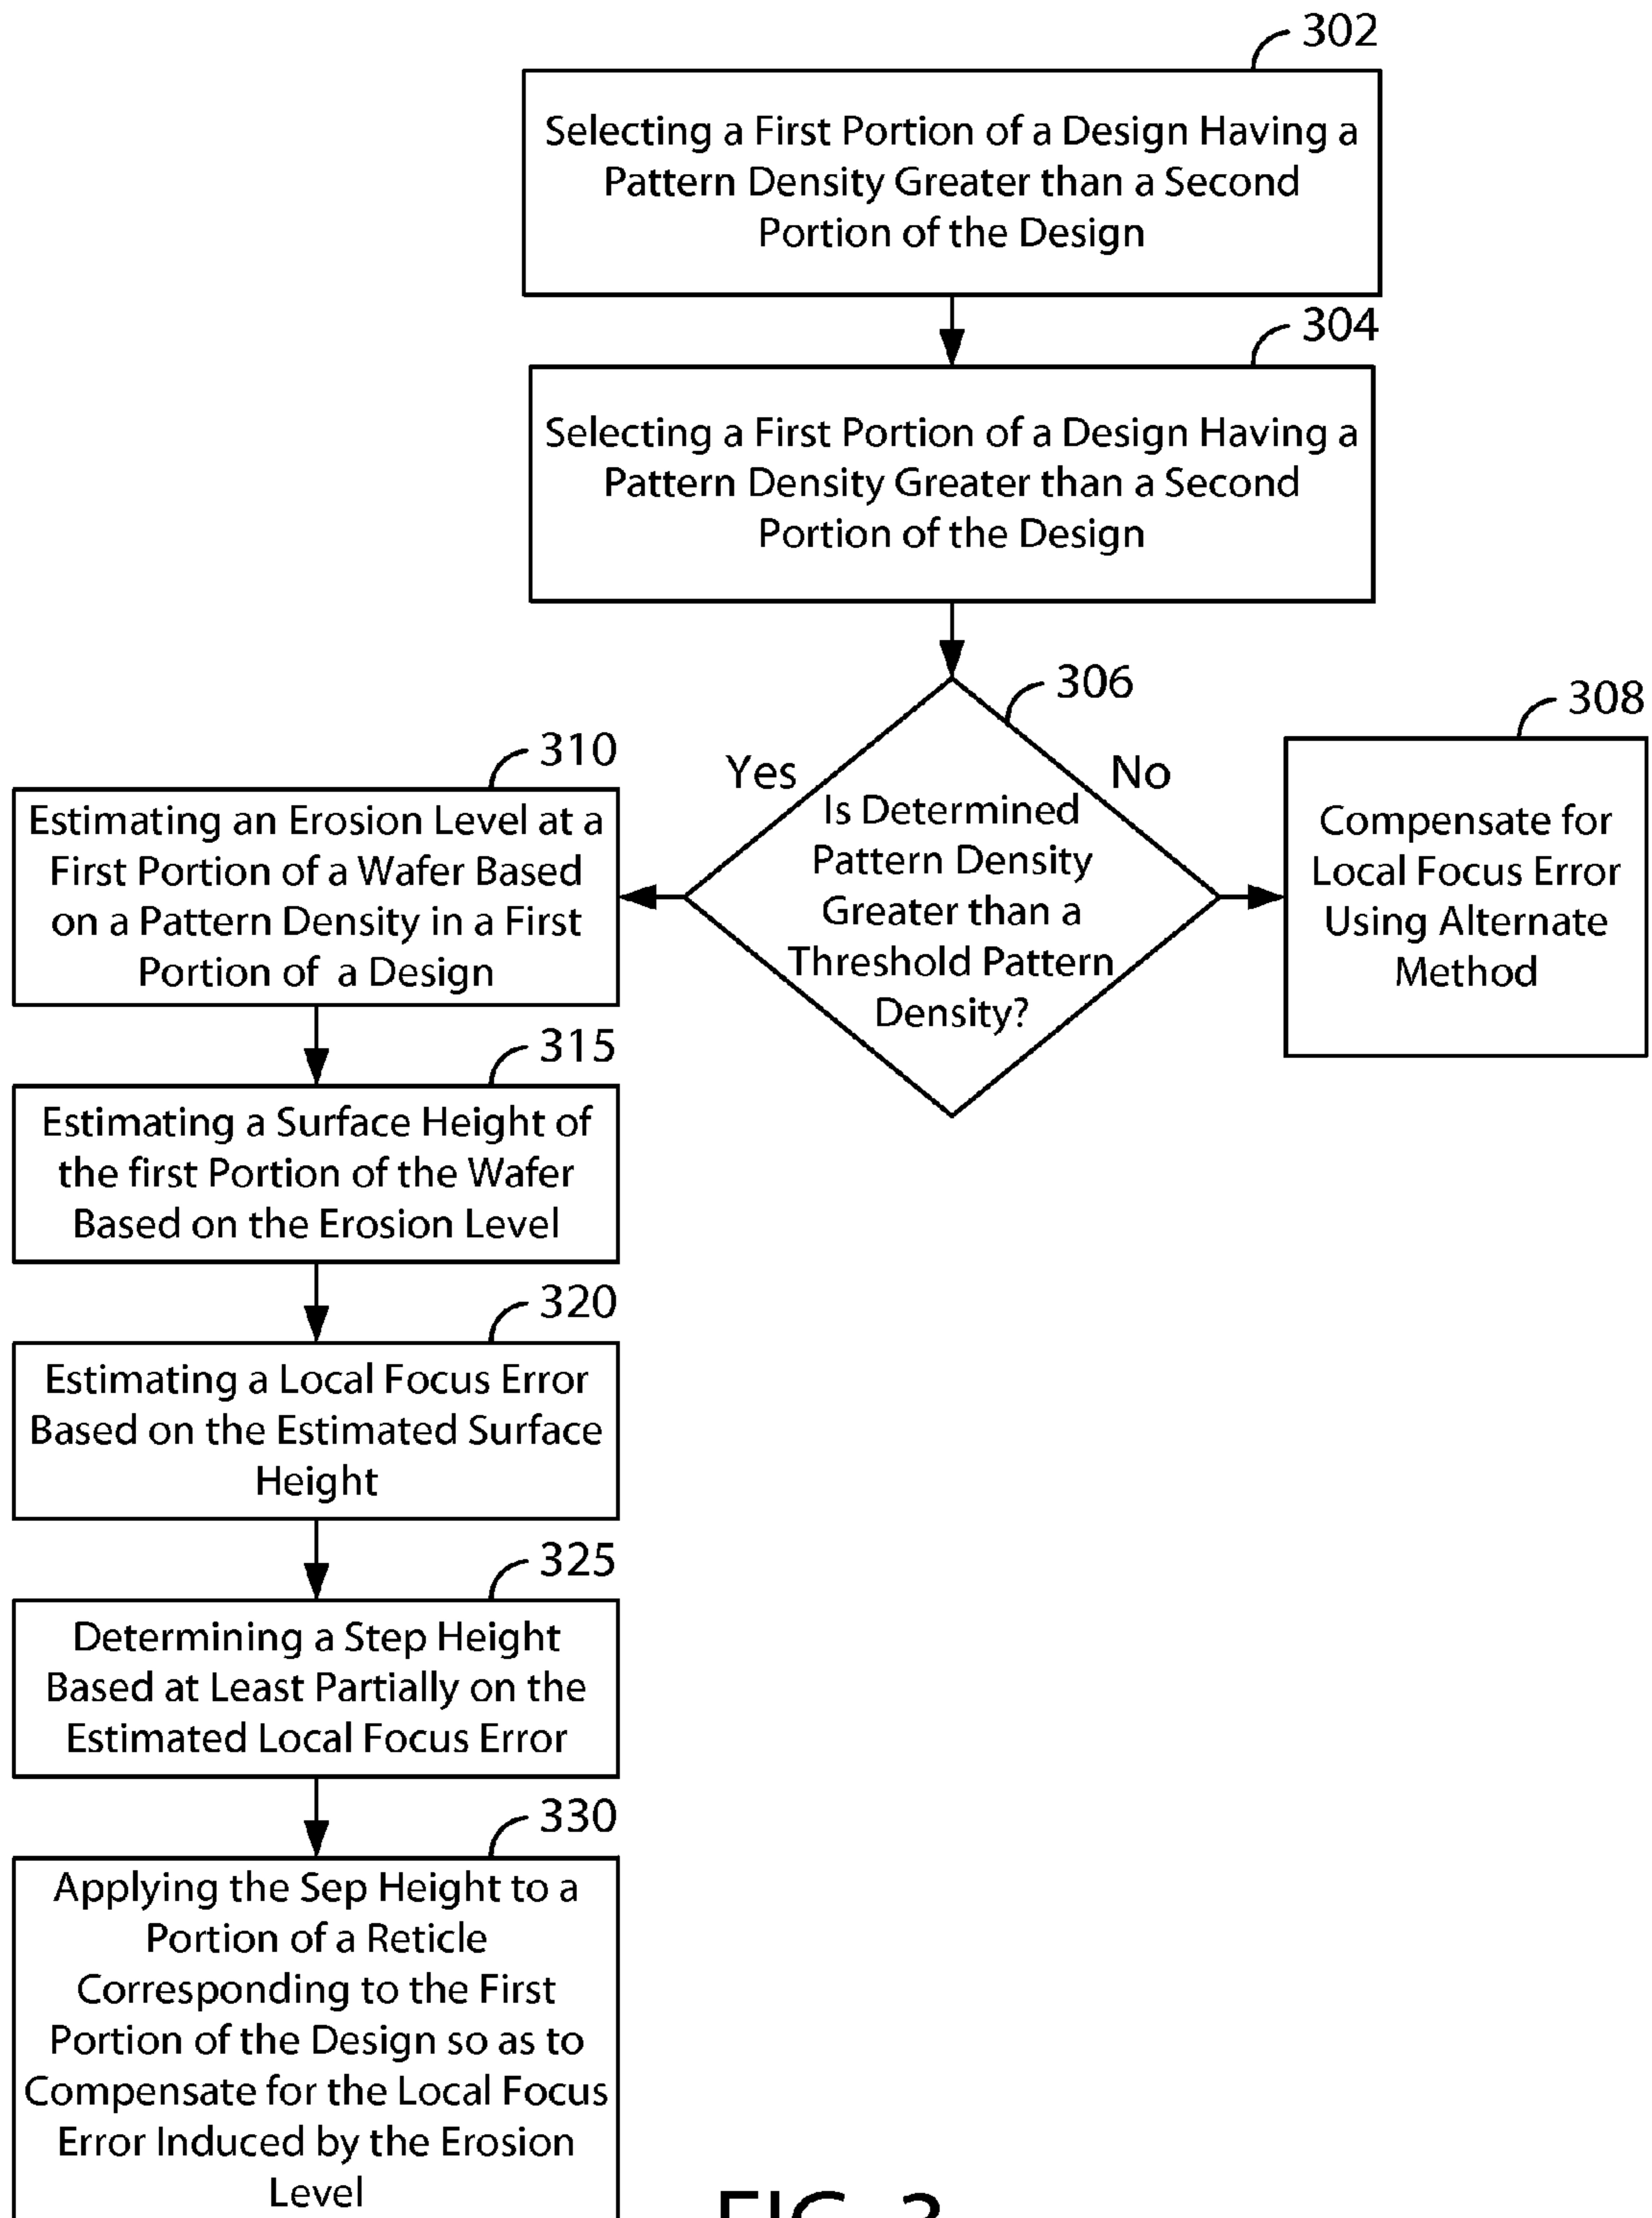 302
Selecting a First Portion of a Design Having a
Pattern Density Greater than a Second
Portion of the Design
304
Selecting a First Portion of a Design Having a
Pattern Density Greater than a Second
Portion of the Design
306
Yes
No
Is Determined
Pattern Density
Greater than a
Threshold Pattern
Density?
308
Compensate for
Local Focus Error
Using Alternate
Method
310
Estimating an Erosion Level at a
First Portion of a Wafer Based
on a Pattern Density in a First
Portion of a Design
315
Estimating a Surface Height of
the first Portion of the Wafer
Based on the Erosion Level
320
Estimating a Local Focus Error
Based on the Estimated Surface
Height
325
Determining a Step Height
Based at Least Partially on the
Estimated Local Focus Error
330
Applying the Sep Height to a
Portion of a Reticle
Corresponding to the First
Portion of the Design so as to
Compensate for the Local Focus
Error Induced by the Erosion
Level
FIG. 3